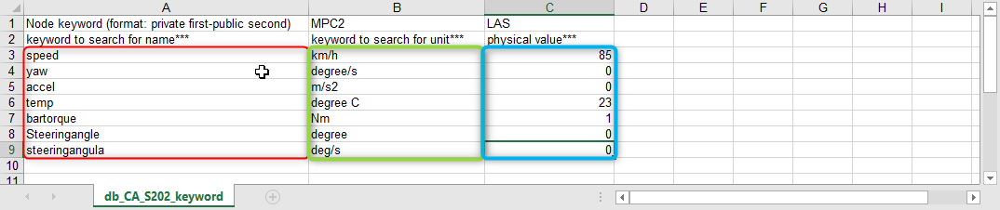 A B C D E F G H I
1 Node keyword (format: private first-public second) MPC2 LAS
2 keyword to search for name*** keyword to search for unit*** physical value***
3 speed km/h 85
4 yaw degree/s 0
5 accel m/s2 0
6 temp degree C 23
7 bartorque Nm 1
8 Steeringangle degree 0
9 steeringangula deg/s 0
10
11
db_CA_S202_keyword